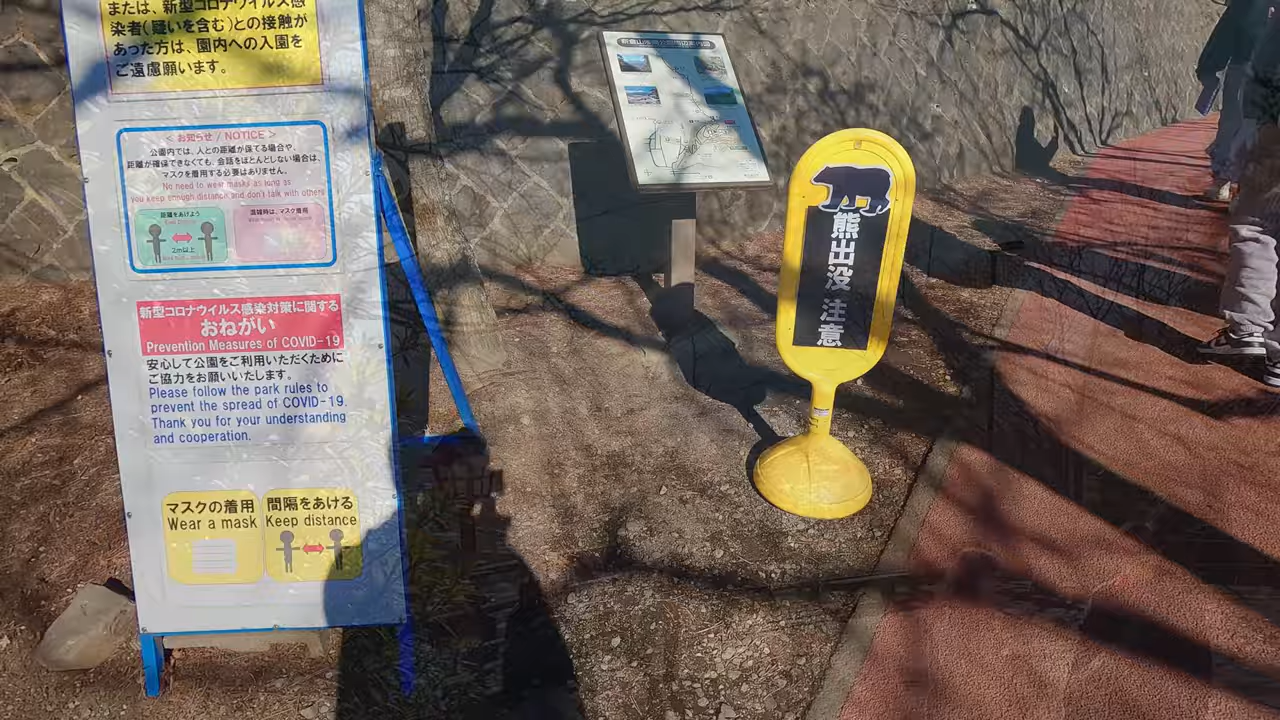 または、新型コロナウイルス感
染者(疑いを含む)との接触が
あった方は、園内への入園を
ご遠慮願います。
< お知らせ / NOTICE >
公園内では、人との距離が保てる場合や、
距離が確保できなくても、会話をほとんどしない場合は、
マスクを着用する必要はありません。
No need to wear masks as long as
you keep enough distance and don't talk with others
距離をあけよう
2m以上
混雑時は、マスク着用
新型コロナウイルス感染対策に関する
おねがい
Prevention Measures of COVID-19
安心して公園をご利用いただくために
ご協力をお願いいたします。
Please follow the park rules to
prevent the spread of COVID-19.
Thank you for your understanding
and cooperation.
マスクの着用
Wear a mask
間隔をあける
Keep distance
熊出没注意